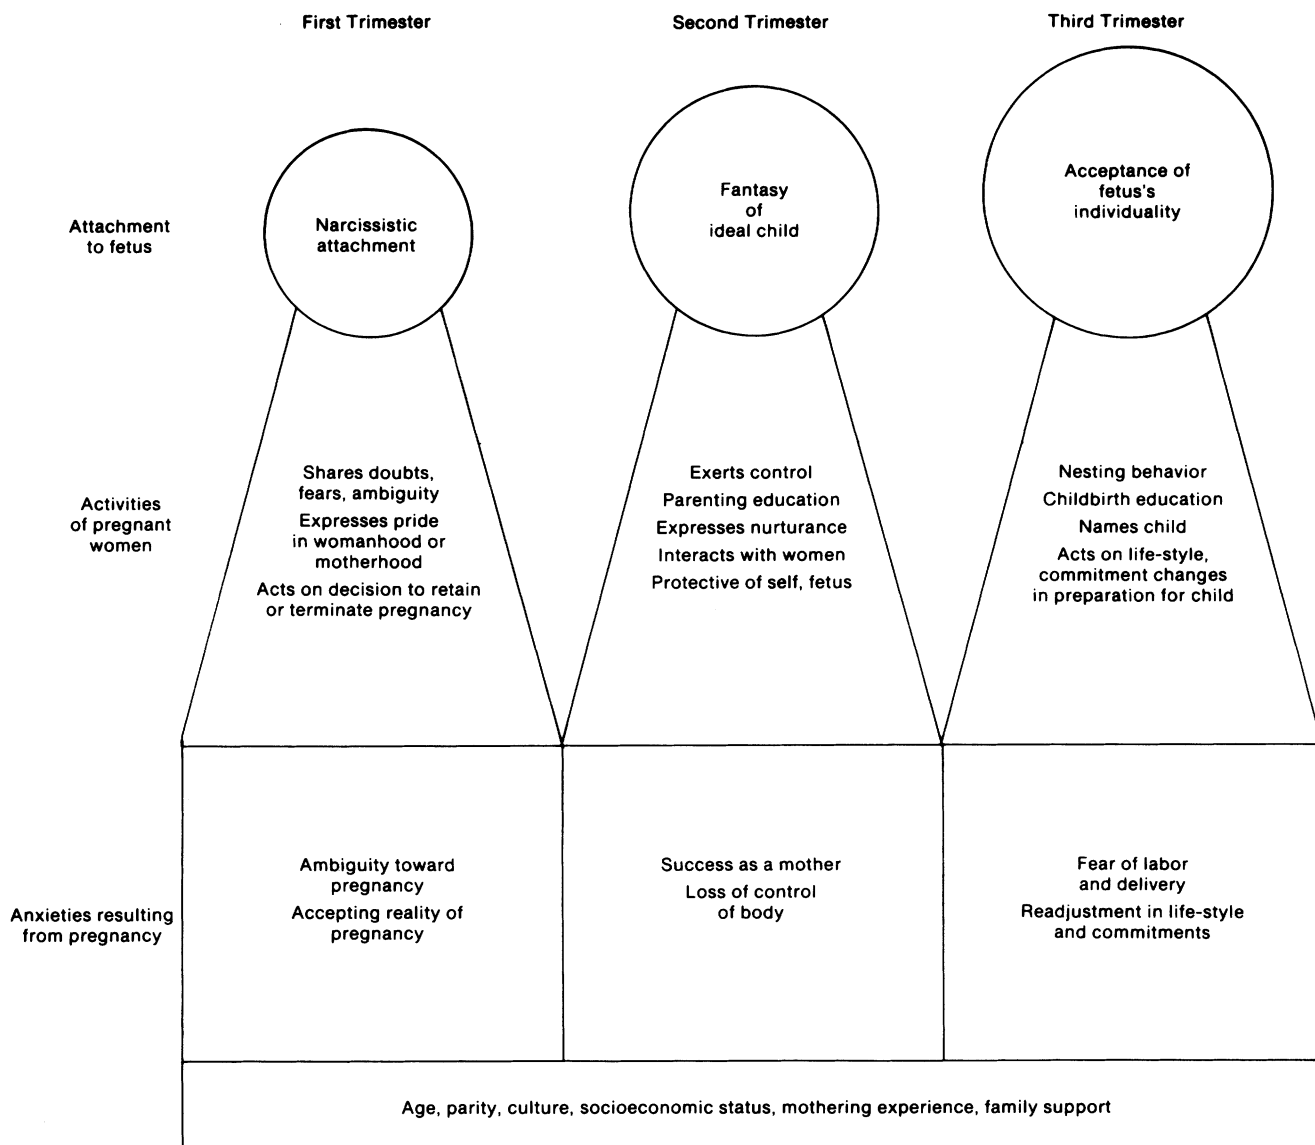 First Trimester
Second Trimester
Third Trimester
Attachment
to fetus
Narcissistic
attachment
Fantasy
of
ideal child
Acceptance of
fetus's
individuality
Activities
of pregnant
women
Shares doubts,
fears, ambiguity
Expresses pride
in womanhood or
motherhood
Acts on decision to retain
or terminate pregnancy
Exerts control
Parenting education
Expresses nurturance
Interacts with women
Protective of self, fetus
Nesting behavior
Childbirth education
Names child
Acts on life-style,
commitment changes
in preparation for child
Anxieties resulting
from pregnancy
Ambiguity toward
pregnancy
Accepting reality of
pregnancy
Success as a mother
Loss of control
of body
Fear of labor
and delivery
Readjustment in life-style
and commitments
Age, parity, culture, socioeconomic status, mothering experience, family support